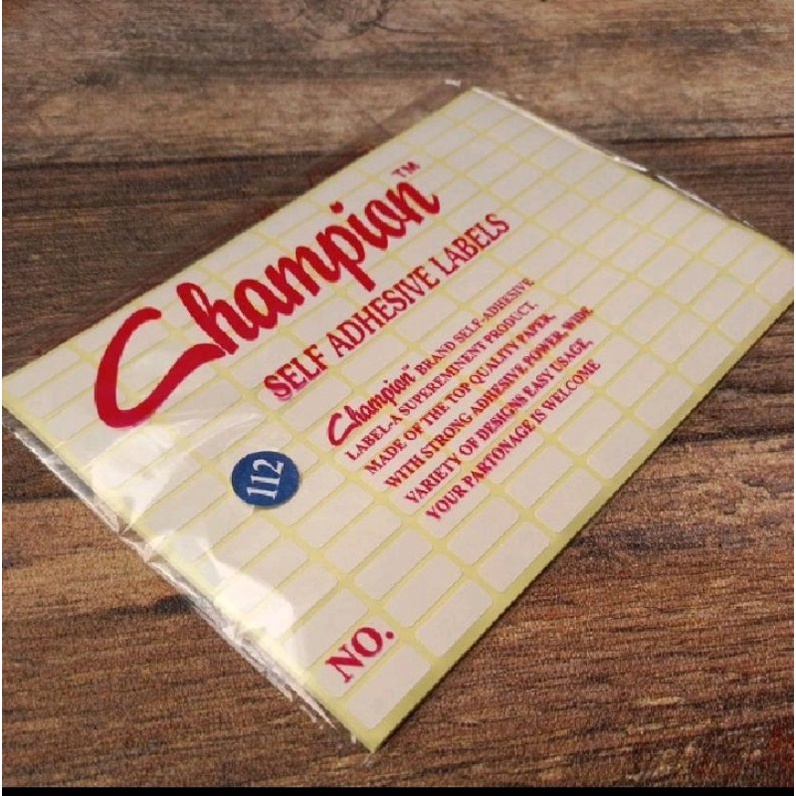 Champion™
SELF ADHESIVE LABELS
Champion™ BRAND SELF-ADHESIVE
LABEL-A SUPEREMINENT PRODUCT,
MADE OF THE TOP QUALITY PAPER,
WITH STRONG ADHESIVE POWER, WIDE
VARIETY OF DESIGNS EASY USAGE,
YOUR PARTONAGE IS WELCOME
112
NO.